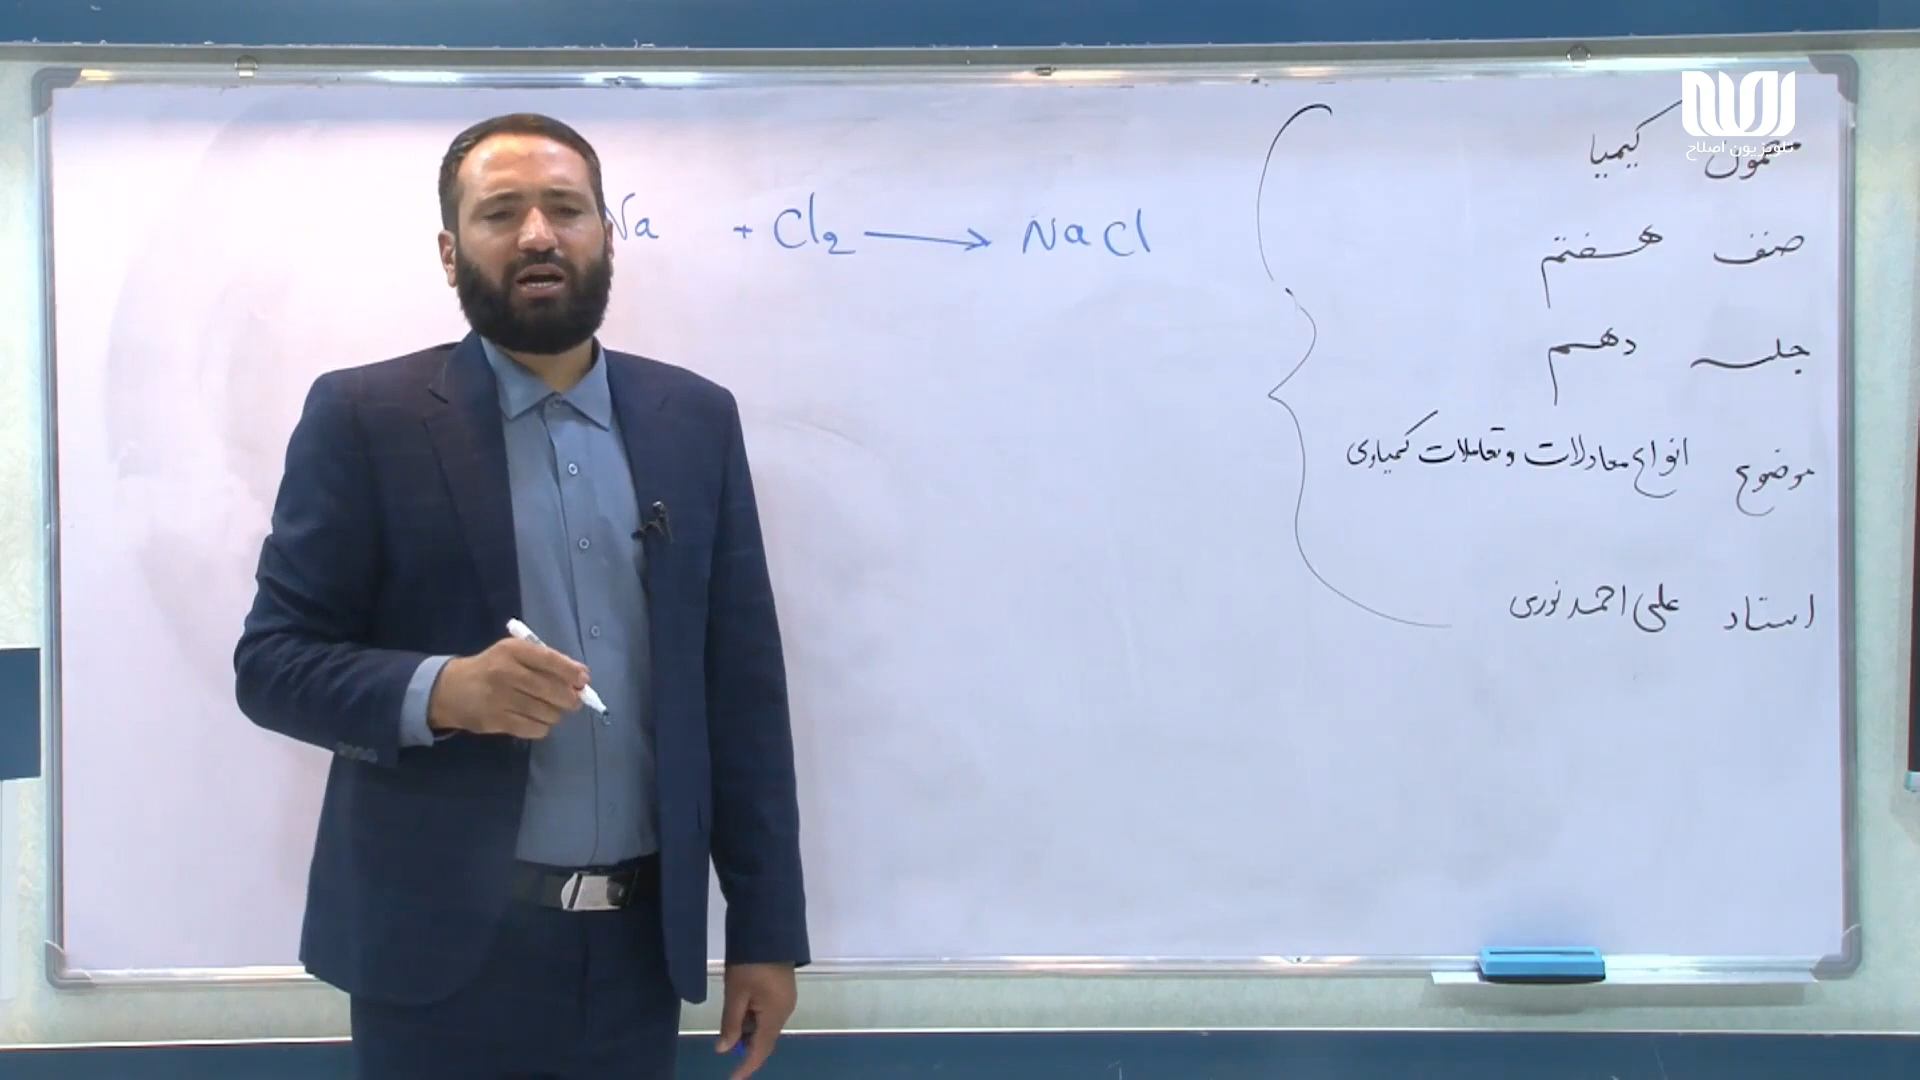 تلویزیون اصلاح
مضمون کیمیا
صنف هفتم
جلسه دهم
موضوع انواع معادلات و تعاملات کمیاوی
استاد علی احمد نوری
Na + Cl2 → NaCl